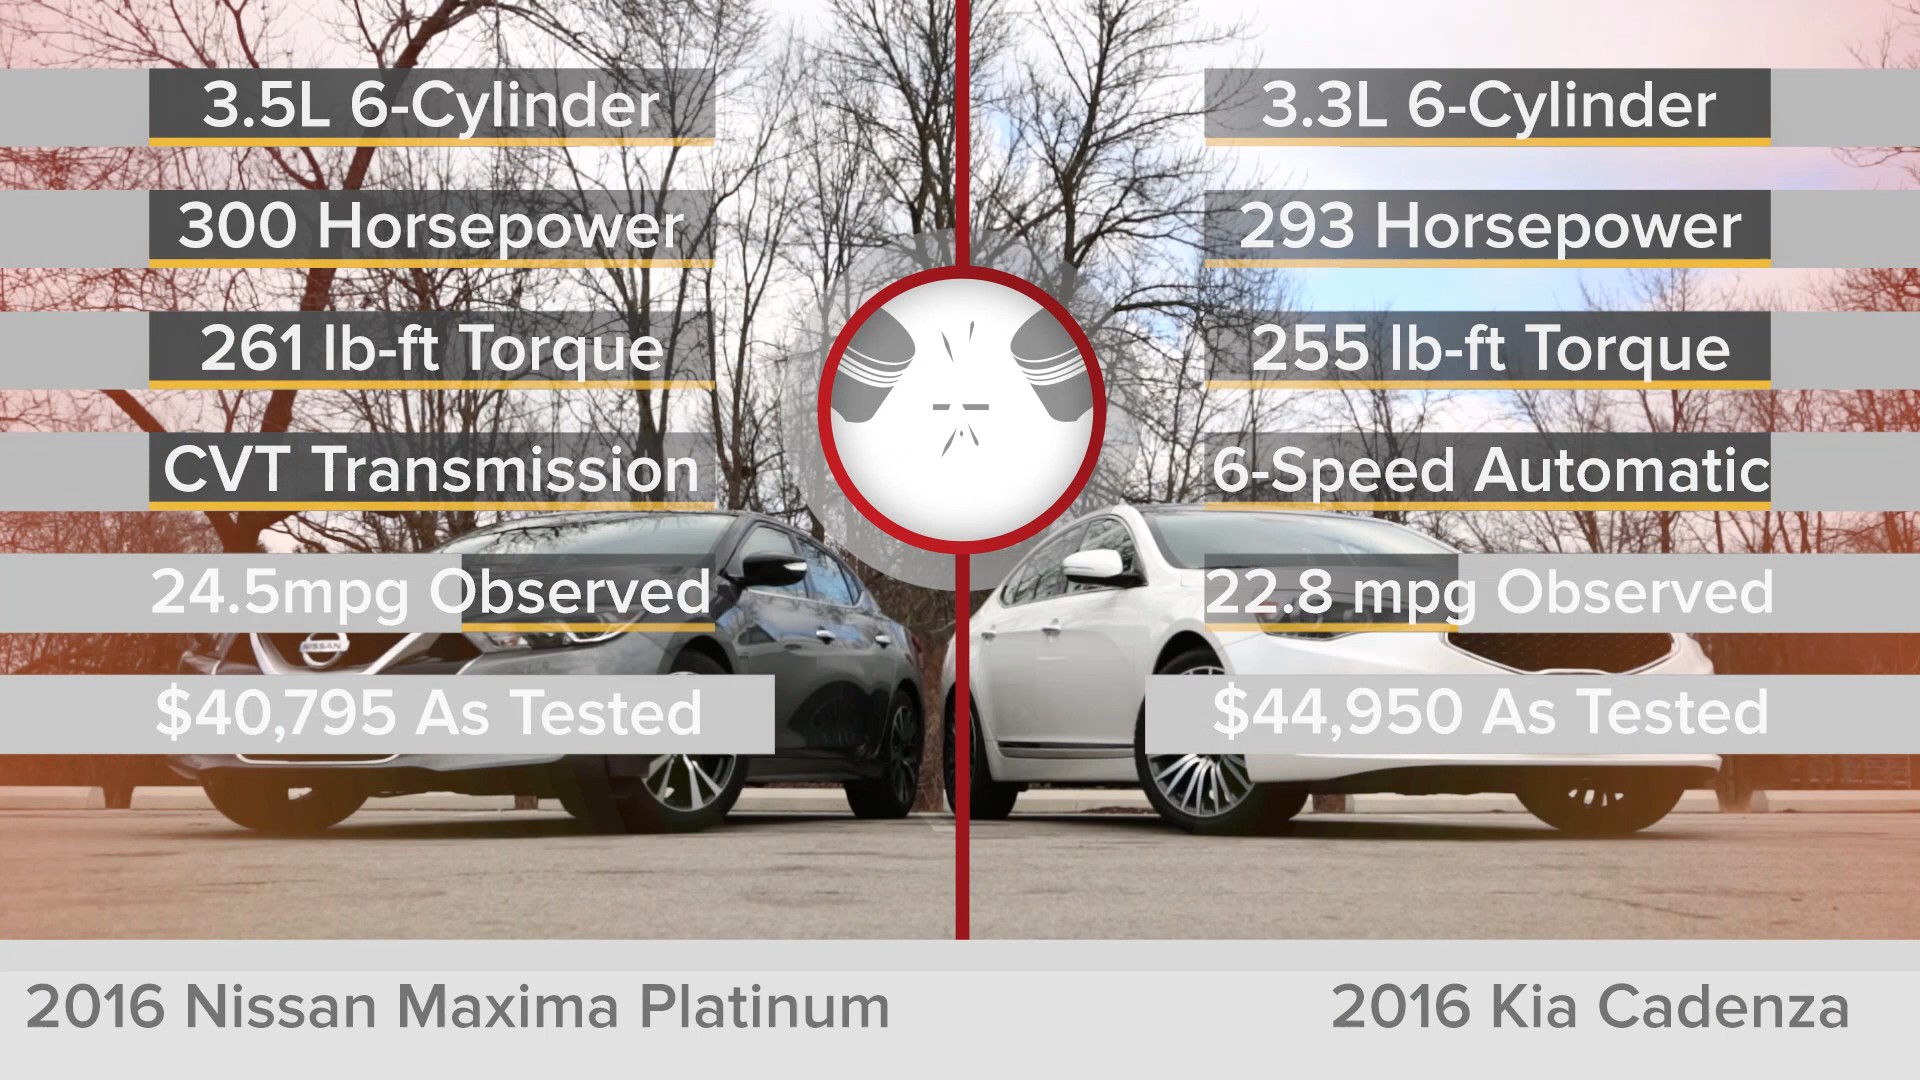 3.5L 6-Cylinder
300 Horsepower
261 lb-ft Torque
CVT Transmission
24.5mpg Observed
NISSAN
$40,795 As Tested
2016 Nissan Maxima Platinum
3.3L 6-Cylinder
293 Horsepower
255 lb-ft Torque
6-Speed Automatic
22.8 mpg Observed
$44,950 As Tested
2016 Kia Cadenza